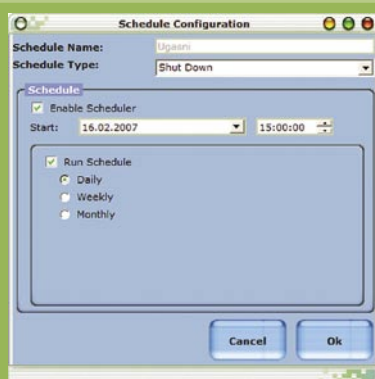 Schedule Configuration
Schedule Name: Ugasni
Schedule Type: Shut Down
Schedule
Enable Scheduler
Start: 16.02.2007 15:00:00
Run Schedule
Daily
Weekly
Monthly
Cancel Ok